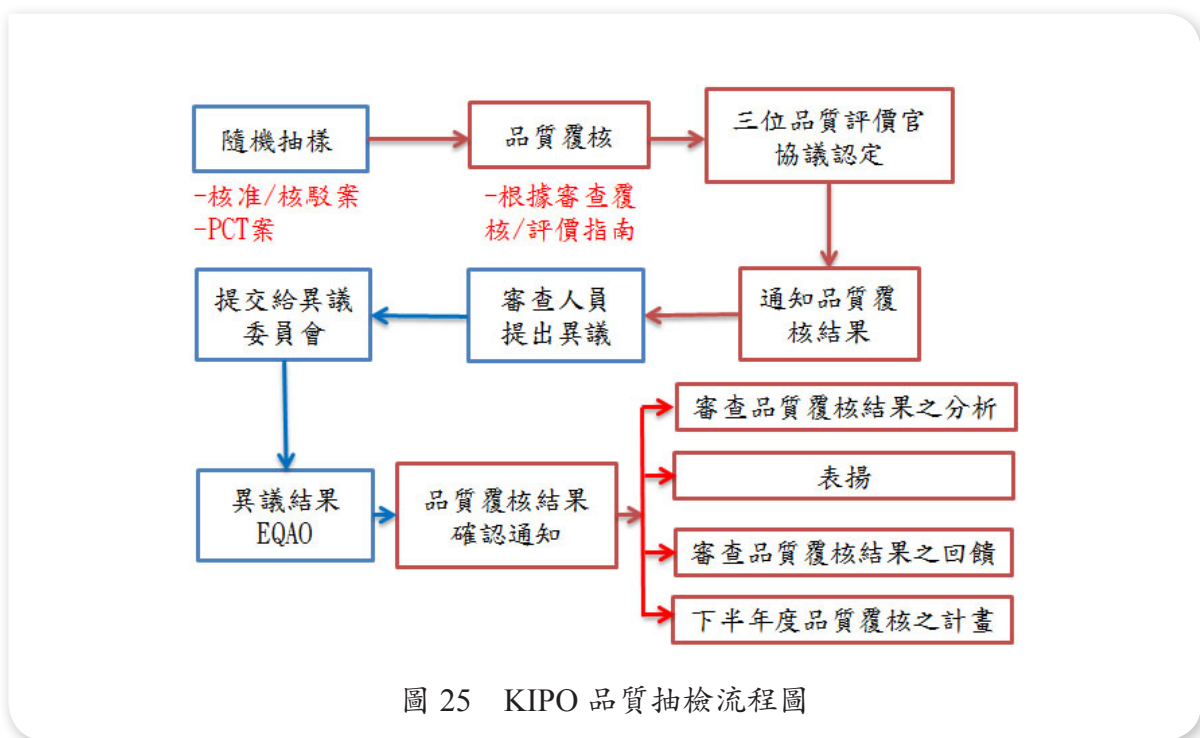 隨機抽樣
-核准/核駁案
-PCT案
品質覆核
-根據審查覆
核/評價指南
三位品質評價官
協議認定
通知品質覆
核結果
審查人員
提出異議
提交給異議
委員會
異議結果
EQAO
品質覆核結果
確認通知
審查品質覆核結果之分析
表揚
審查品質覆核結果之回饋
下半年度品質覆核之計畫
圖 25 KIPO 品質抽檢流程圖